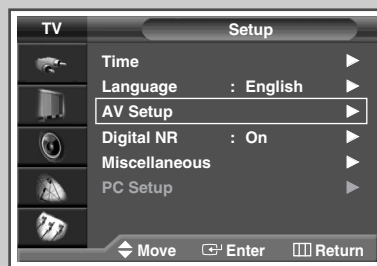 TV Setup
Time
Language : English
AV Setup
Digital NR : On
Miscellaneous
PC Setup
Move Enter Return